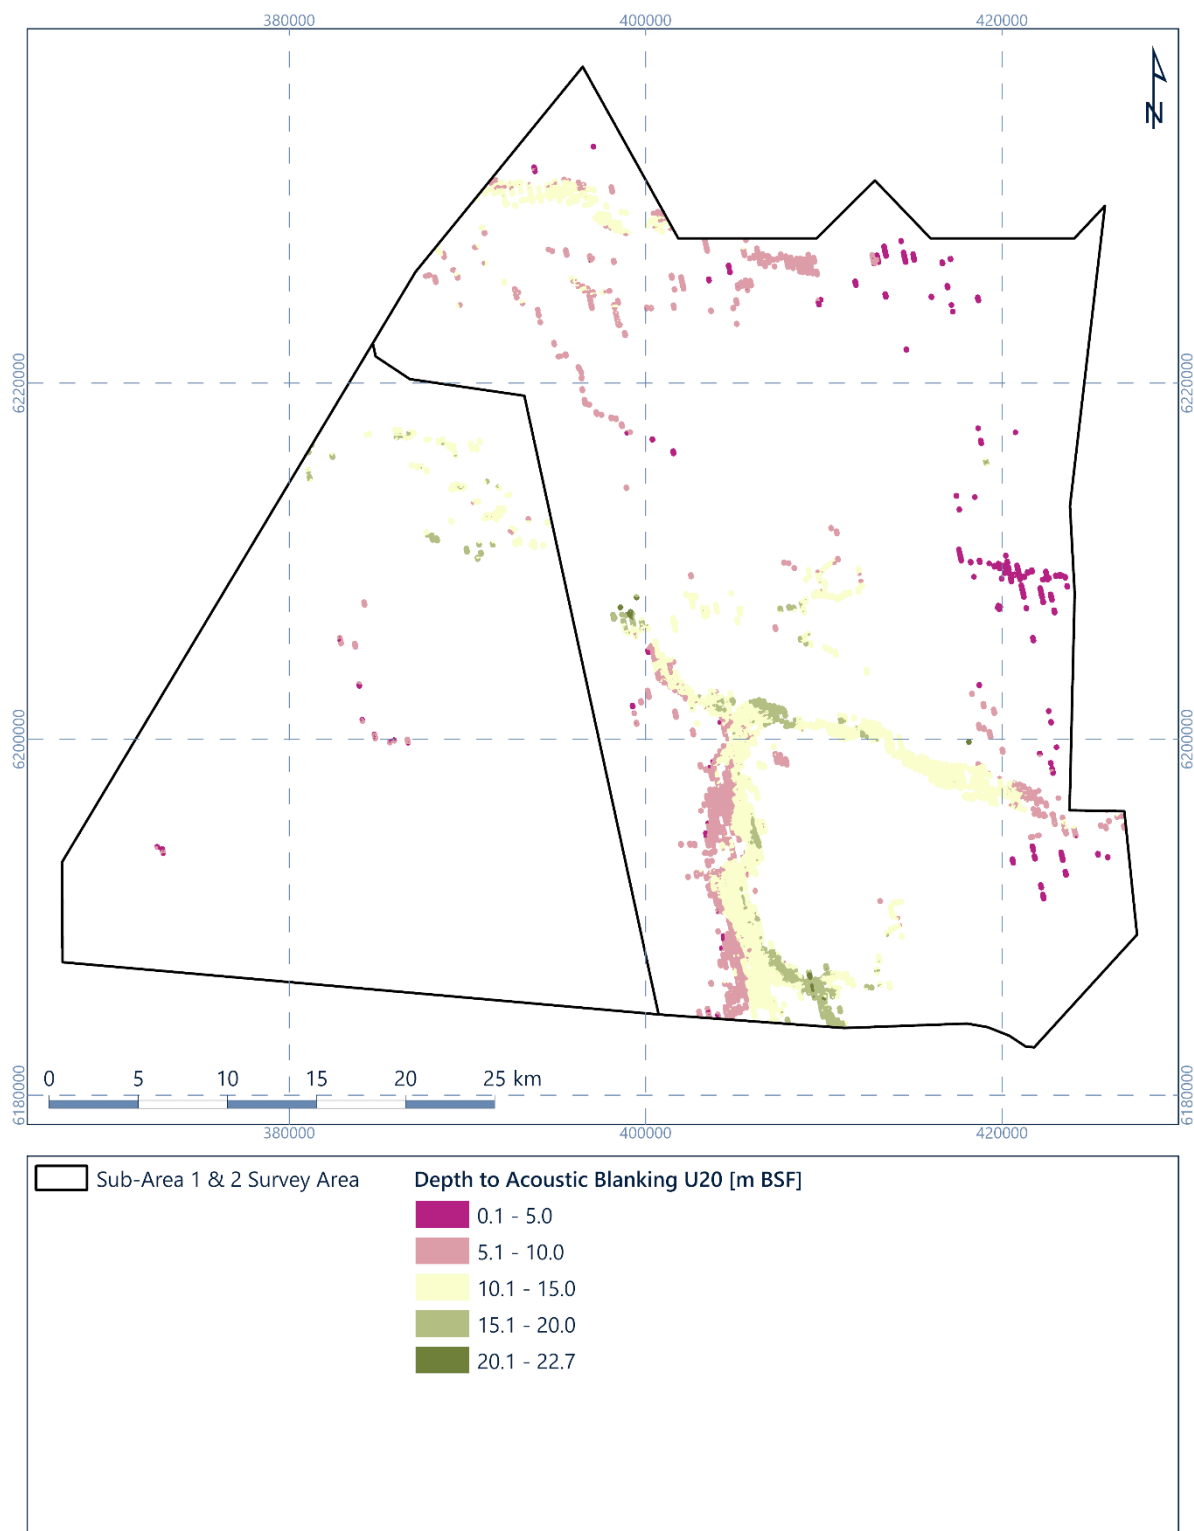 380000 400000 420000
N
6220000 6220000
6200000 6200000
0 5 10 15 20 25 km
6180000 6180000
380000 400000 420000
Sub-Area 1 & 2 Survey Area
Depth to Acoustic Blanking U20 [m BSF]
0.1 - 5.0
5.1 - 10.0
10.1 - 15.0
15.1 - 20.0
20.1 - 22.7